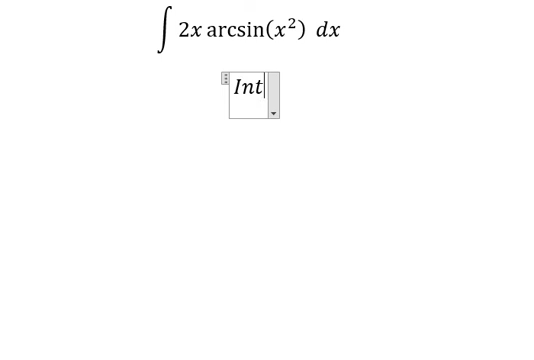 ∫ 2x arcsin(x²) dx
Int